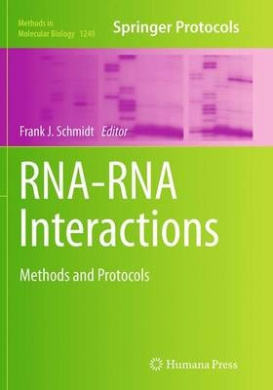 Methods in
Molecular Biology 1240
Springer Protocols
Frank J. Schmidt Editor
RNA-RNA
Interactions
Methods and Protocols
Humana Press